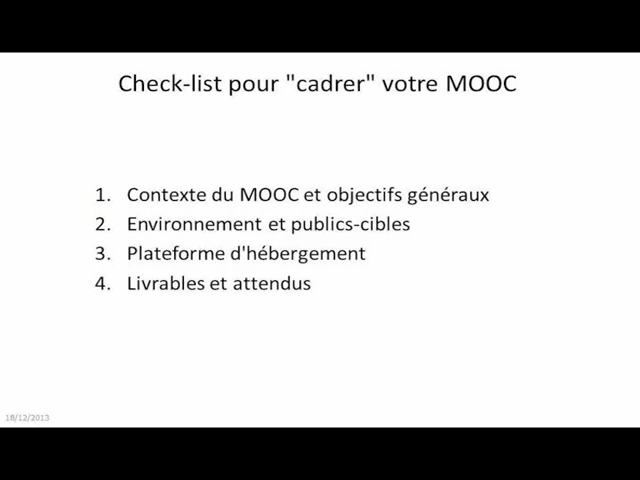 Check-list pour "cadrer" votre MOOC
1. Contexte du MOOC et objectifs généraux
2. Environnement et publics-cibles
3. Plateforme d'hébergement
4. Livrables et attendus
18/12/2013